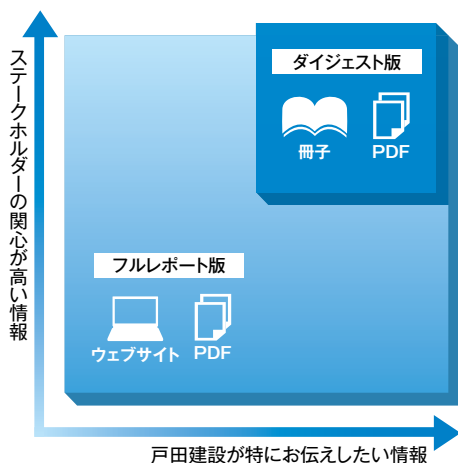 ステークホルダーの関心が高い情報
ダイジェスト版
冊子 PDF
フルレポート版
ウェブサイト PDF
戸田建設が特にお伝えしたい情報